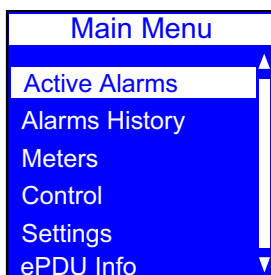 Main Menu
Active Alarms
Alarms History
Meters
Control
Settings
ePDU Info